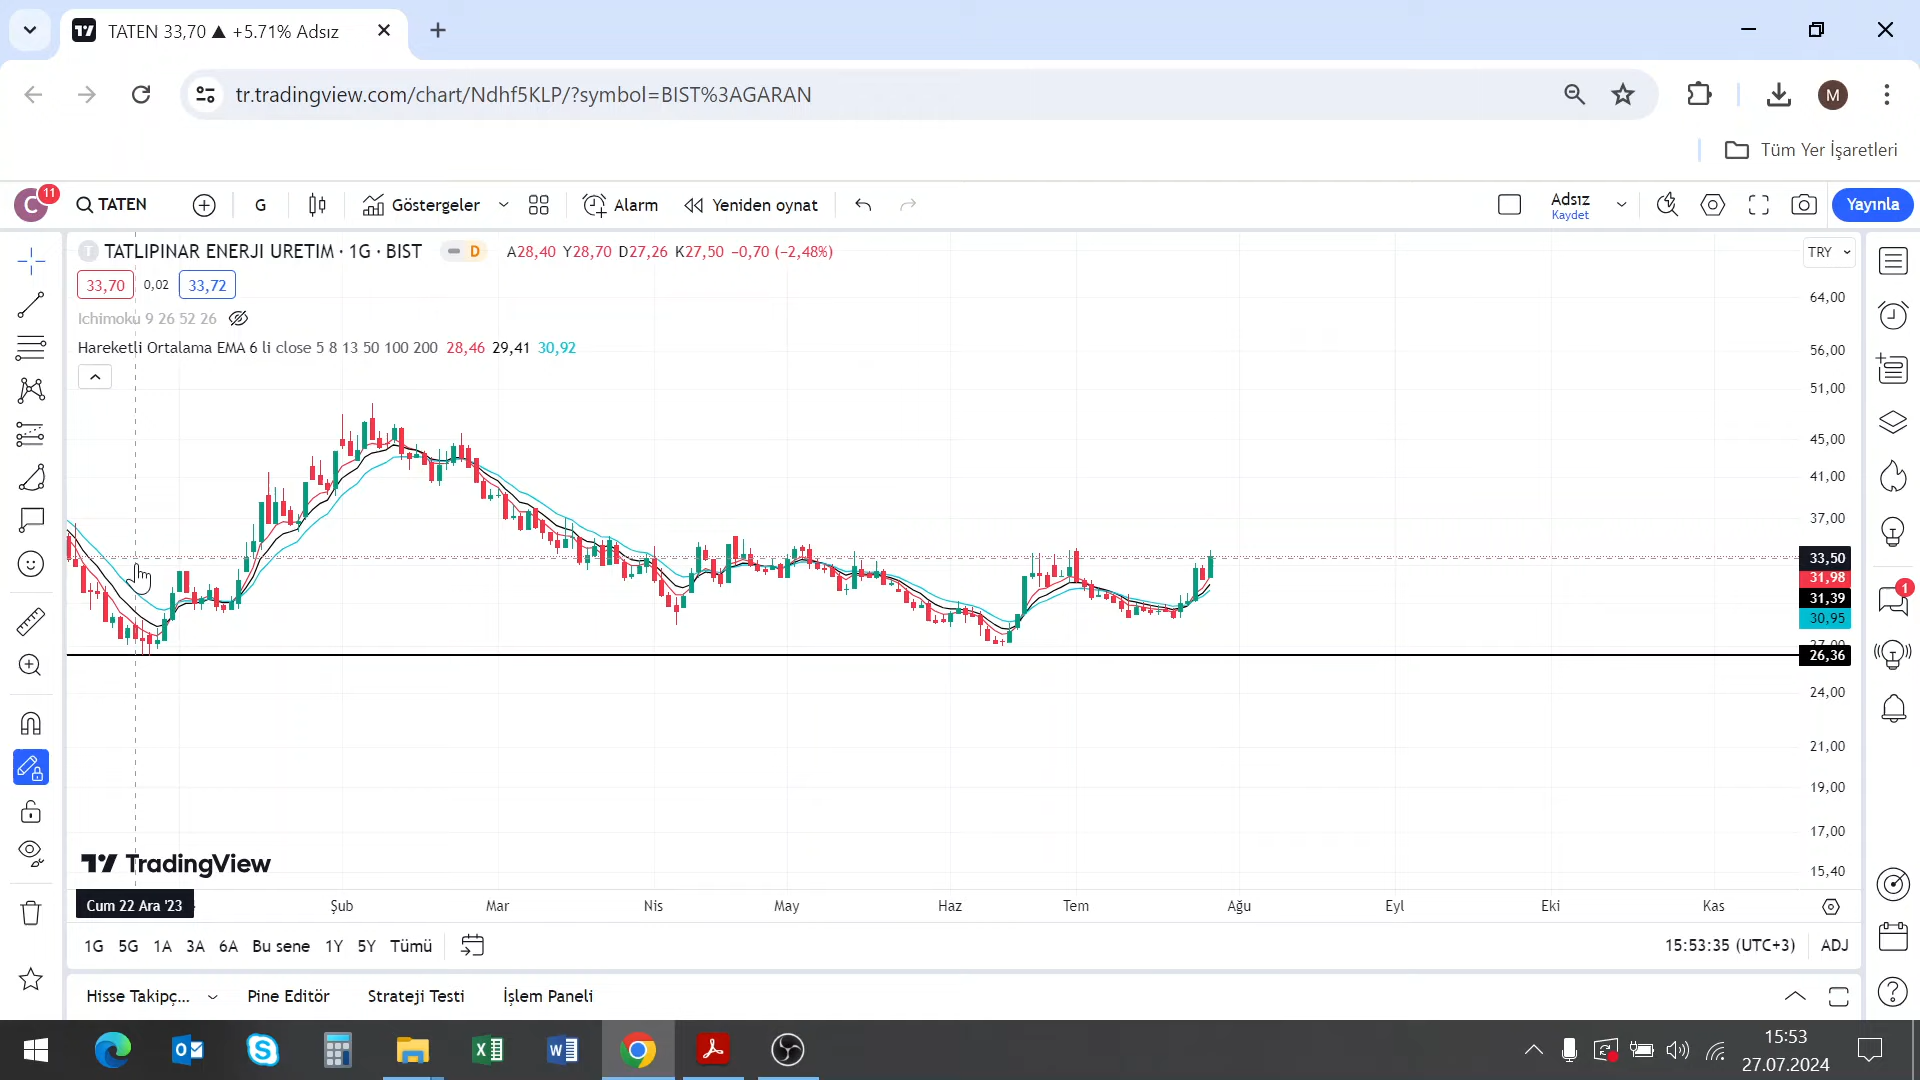 TATEN 33,70 ▲ +5.71% Adsız
tr.tradingview.com/chart/Ndhf5KLP/?symbol=BIST%3AGARAN
M
Tüm Yer İşaretleri
C 11
TATEN
G
Göstergeler
Alarm
Yeniden oynat
Adsız
Kaydet
Yayınla
T TATLIPINAR ENERJI URETIM · 1G · BIST D A28,40 Y28,70 D27,26 K27,50 −0,70 (−2,48%)
TRY
33,70 0,02 33,72
Ichimoku 9 26 52 26
Hareketli Ortalama EMA 6 li close 5 8 13 50 100 200 28,46 29,41 30,92
64,00
56,00
51,00
45,00
41,00
37,00
33,50
31,98
31,39
30,95
27,00
26,36
24,00
21,00
19,00
17,00
15,40
1
TradingView
Cum 22 Ara '23 Şub Mar Nis May Haz Tem Ağu Eyl Eki Kas
1G 5G 1A 3A 6A Bu sene 1Y 5Y Tümü
15:53:35 (UTC+3) ADJ
Hisse Takipç... Pine Editör Strateji Testi İşlem Paneli
15:53
27.07.2024